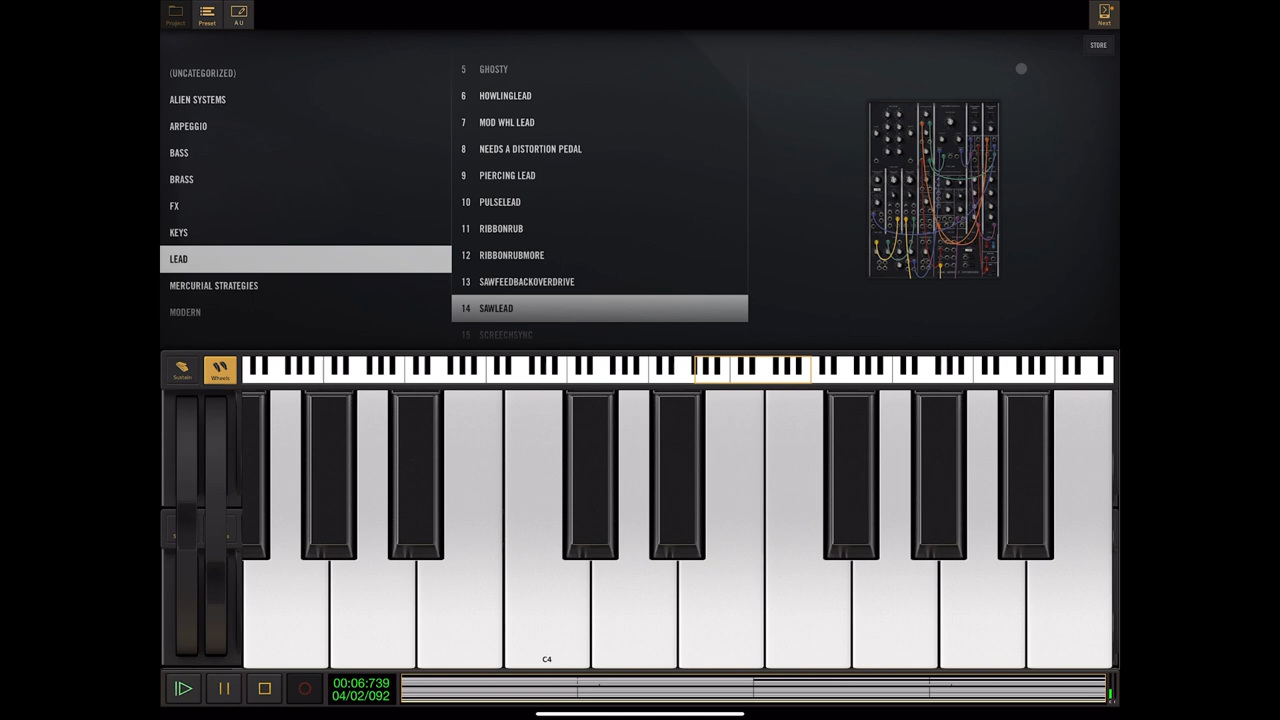 Project
Preset
AU
Next
STORE
(UNCATEGORIZED)
ALIEN SYSTEMS
ARPEGGIO
BASS
BRASS
FX
KEYS
LEAD
MERCURIAL STRATEGIES
MODERN
5 GHOSTY
6 HOWLINGLEAD
7 MOD WHL LEAD
8 NEEDS A DISTORTION PEDAL
9 PIERCING LEAD
10 PULSELEAD
11 RIBBONRUB
12 RIBBONRUBMORE
13 SAWFEEDBACKOVERDRIVE
14 SAWLEAD
15 SCREECHSYNC
Sustain
Wheels
C4
00:06:739
04/02/092